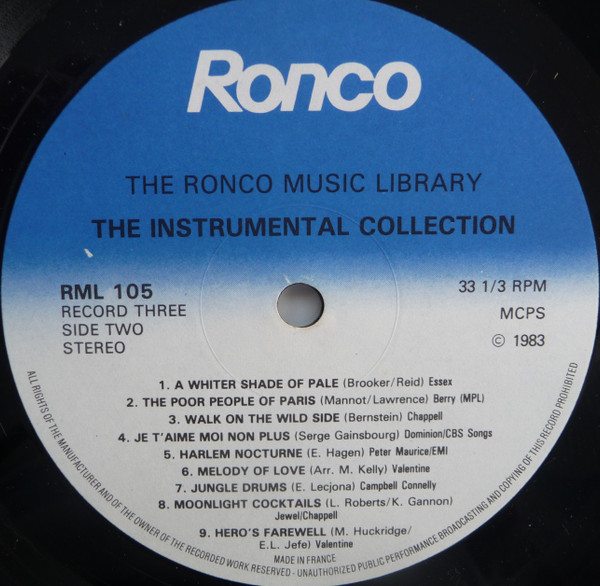 Ronco
THE RONCO MUSIC LIBRARY
THE INSTRUMENTAL COLLECTION
RML 105
RECORD THREE
SIDE TWO
STEREO
33 1/3 RPM
MCPS
© 1983
1. A WHITER SHADE OF PALE (Brooker/Reid) Essex
2. THE POOR PEOPLE OF PARIS (Mannot/Lawrence) Berry (MPL)
3. WALK ON THE WILD SIDE (Bernstein) Chappell
4. JE T'AIME MOI NON PLUS (Serge Gainsbourg) Dominion/CBS Songs
5. HARLEM NOCTURNE (E. Hagen) Peter Maurice/EMI
6. MELODY OF LOVE (Arr. M. Kelly) Valentine
7. JUNGLE DRUMS (E. Lecjona) Campbell Connelly
8. MOONLIGHT COCKTAILS (L. Roberts/K. Gannon)
Jewel/Chappell
9. HERO'S FAREWELL (M. Huckridge/
E.L. Jefe) Valentine
MADE IN FRANCE
ALL RIGHTS OF THE MANUFACTURER AND OF THE OWNER OF THE RECORDED WORK RESERVED - UNAUTHORIZED PUBLIC PERFORMANCE BROADCASTING AND COPYING OF THIS RECORD PROHIBITED